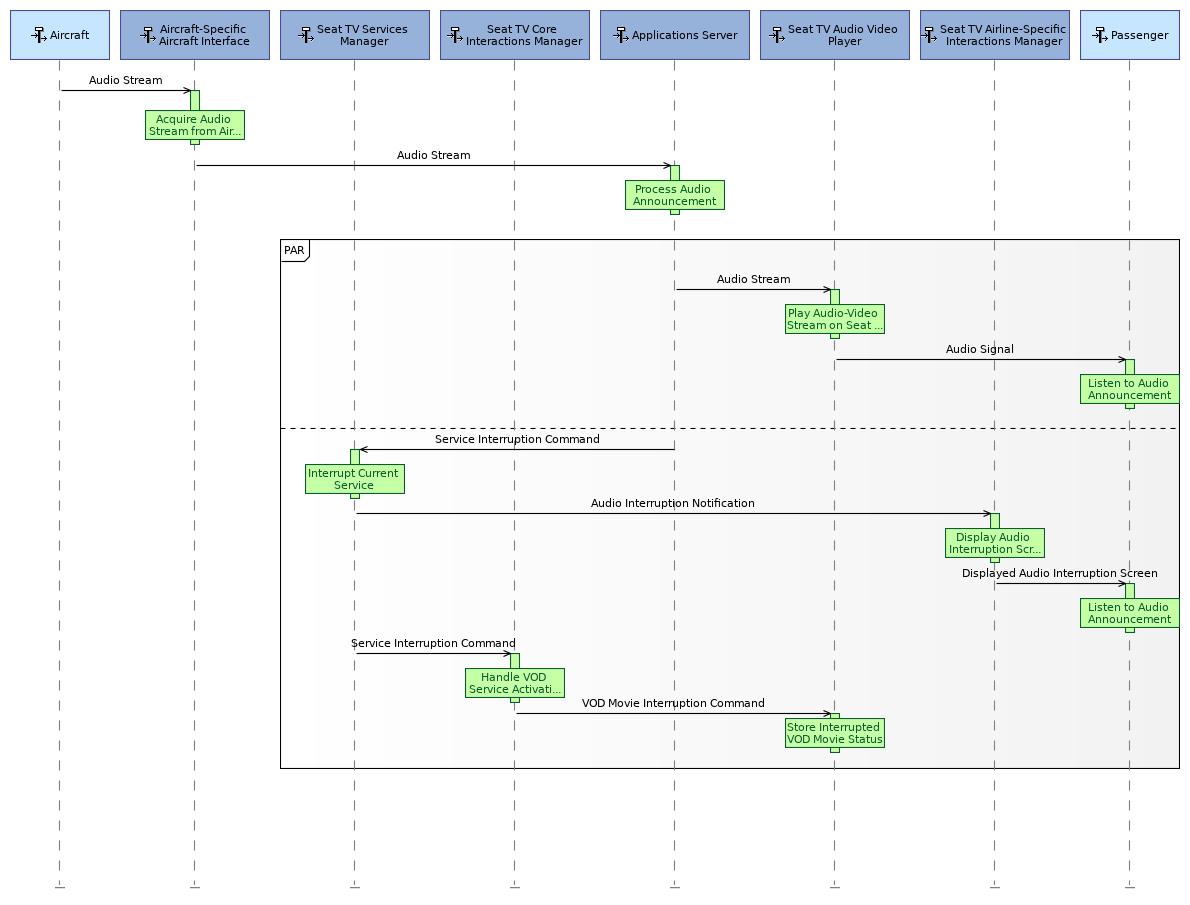 Aircraft
Aircraft-Specific
Aircraft Interface
Seat TV Services
Manager
Seat TV Core
Interactions Manager
Applications Server
Seat TV Audio Video
Player
Seat TV Airline-Specific
Interactions Manager
Passenger
Audio Stream
Acquire Audio
Stream from Air...
Audio Stream
Process Audio
Announcement
PAR
Audio Stream
Play Audio-Video
Stream on Seat ...
Audio Signal
Listen to Audio
Announcement
Service Interruption Command
Interrupt Current
Service
Audio Interruption Notification
Display Audio
Interruption Scr...
Displayed Audio Interruption Screen
Listen to Audio
Announcement
Service Interruption Command
Handle VOD
Service Activati...
VOD Movie Interruption Command
Store Interrupted
VOD Movie Status